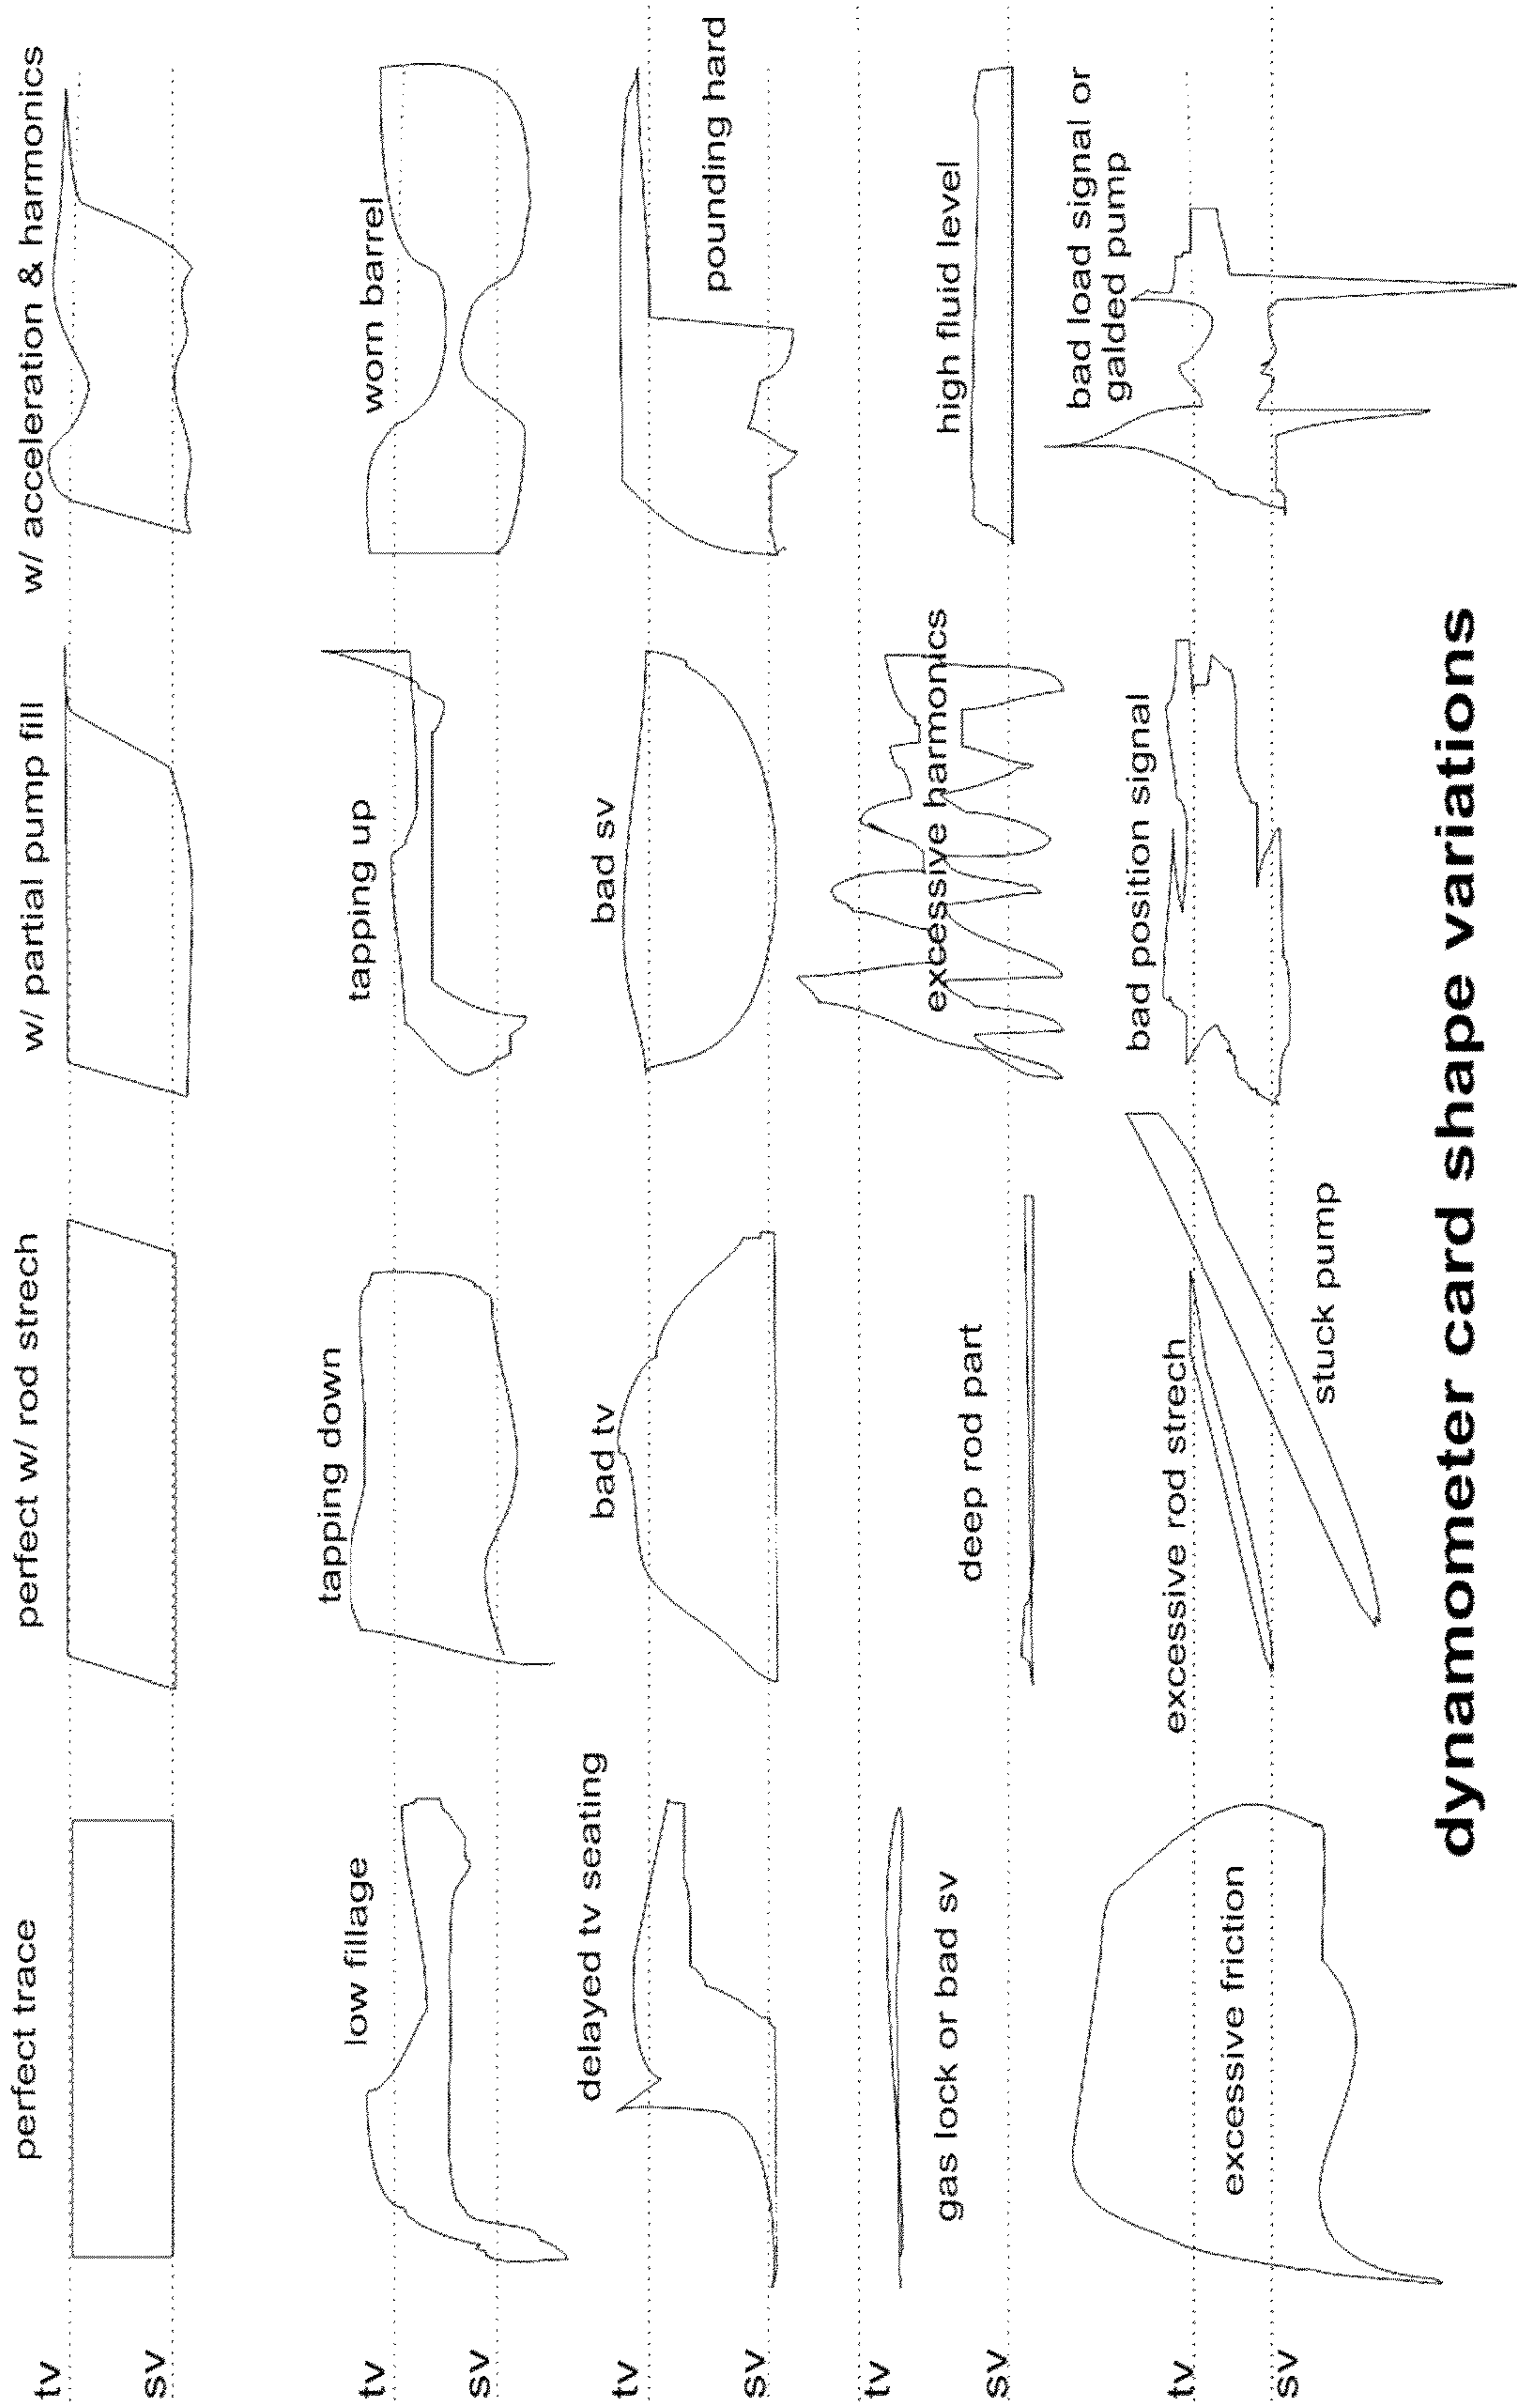 perfect trace
perfect w/ rod strech
w/ partial pump fill
w/ acceleration & harmonics
tv
sv
low fillage
tapping down
tapping up
worn barrel
tv
sv
delayed tv seating
bad tv
bad sv
pounding hard
tv
sv
gas lock or bad sv
deep rod part
excessive harmonics
high fluid level
tv
sv
excessive friction
excessive rod strech
stuck pump
bad position signal
bad load signal or
galded pump
tv
sv
dynamometer card shape variations